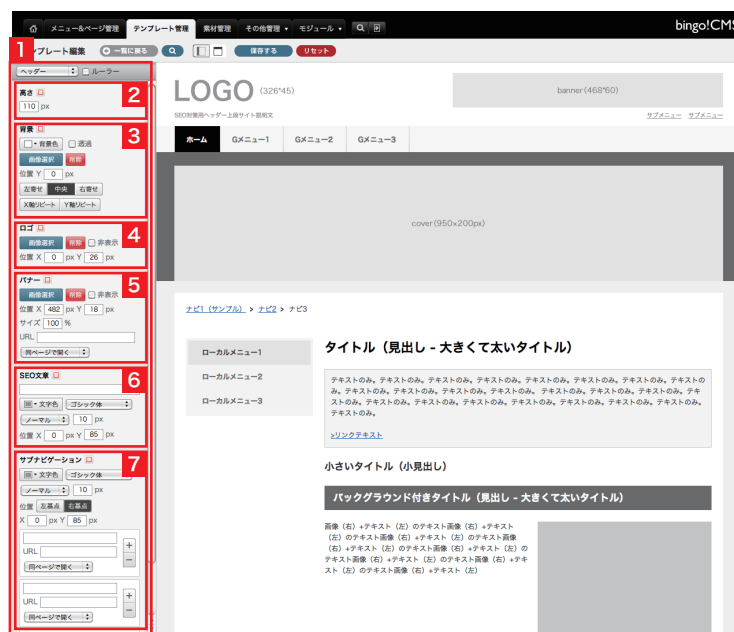 メニュー&ページ管理 テンプレート管理 素材管理 その他管理 モジュール bingo!CMS
1 ンプレート編集 一覧に戻る 保存する リセット
ヘッダー ルーラー
高さ 2
110 px
背景 3
背景色 透過
画像選択 削除
位置 Y 0 px
左寄せ 中央 右寄せ
X軸リピート Y軸リピート
ロゴ 4
画像選択 削除 非表示
位置 X 0 px Y 26 px
バナー 5
画像選択 削除 非表示
位置 X 482 px Y 18 px
サイズ 100 %
URL
同ページで開く
SEO文章 6
文字色 ゴシック体
ノーマル 10 px
位置 X 0 px Y 85 px
サブナビゲーション 7
文字色 ゴシック体
ノーマル 10 px
位置 左基点 右基点
X 0 px Y 85 px
URL
同ページで開く
URL
同ページで開く
LOGO (326*45)
banner(468*60)
SEO対策用ヘッダー上段サイト説明文
サブメニュー サブメニュー
ホーム Gメニュー1 Gメニュー2 Gメニュー3
cover(950×200px)
ナビ1 (サンプル) > ナビ2 > ナビ3
ローカルメニュー1
ローカルメニュー2
ローカルメニュー3
タイトル（見出し - 大きくて太いタイトル）
テキストのみ。テキストのみ。テキストのみ。テキストのみ。テキストのみ。テキストのみ。テキストのみ。テキストの
み。テキストのみ。テキストのみ。テキストのみ。テキストのみ。 テキストのみ。テキストのみ。テキストのみ。テキ
ストのみ。テキストのみ。テキストのみ。テキストのみ。テキストのみ。テキストのみ。テキストのみ。テキストのみ。
テキストのみ。
>リンクテキスト
小さいタイトル（小見出し）
バックグラウンド付きタイトル（見出し - 大きくて太いタイトル）
画像（右）+テキスト（左）のテキスト画像（右）+テキスト
（左）のテキスト画像（右）+テキスト（左）のテキスト画像
（右）+テキスト（左）のテキスト画像（右）+テキスト（左）の
テキスト画像（右）+テキスト（左）のテキスト画像（右）+テキ
スト（左）のテキスト画像（右）+テキスト（左）